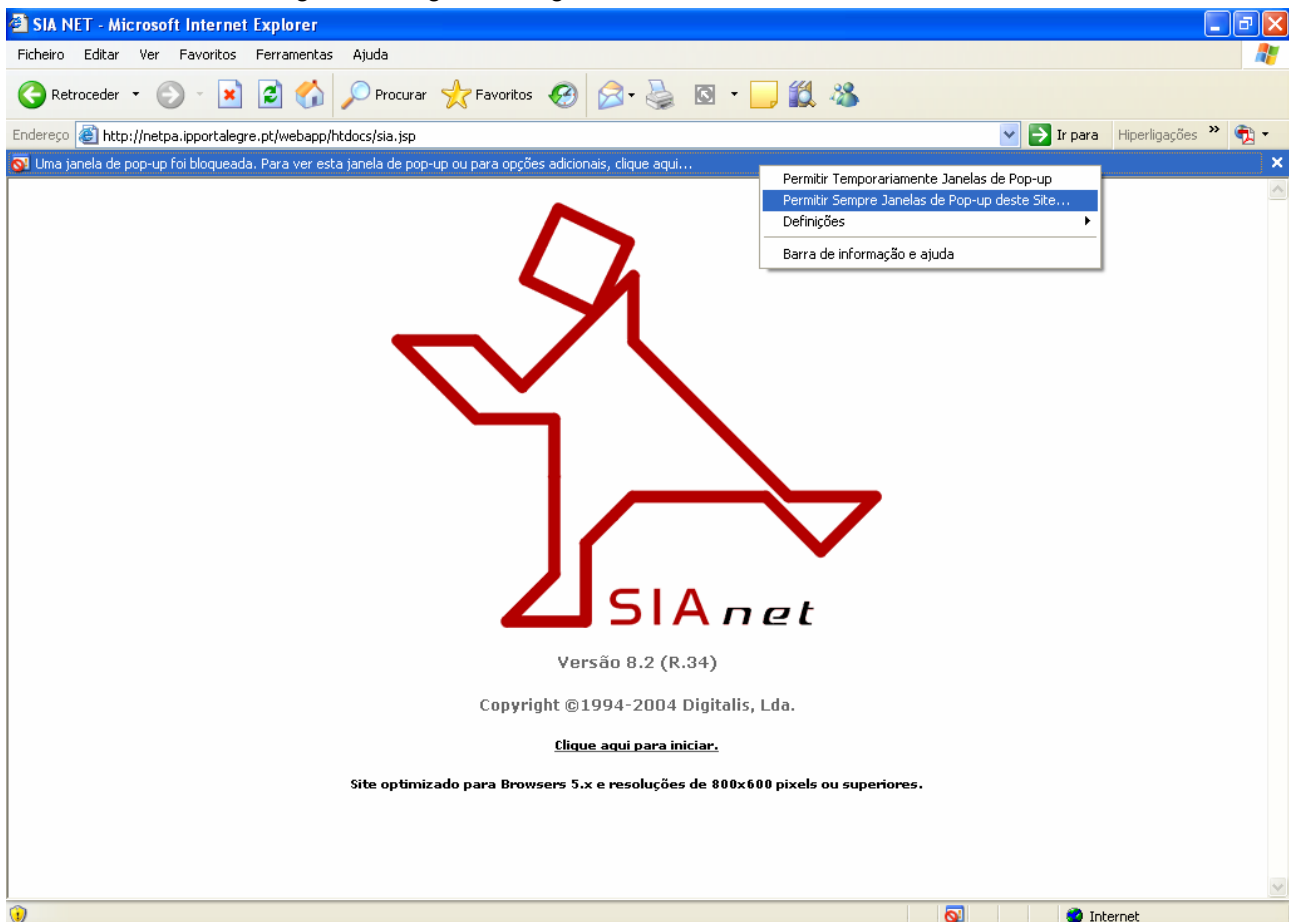 SIA NET - Microsoft Internet Explorer
Ficheiro Editar Ver Favoritos Ferramentas Ajuda
Retroceder Procurar Favoritos
Endereço http://netpa.ipportalegre.pt/webapp/htdocs/sia.jsp Ir para Hiperligações »
Uma janela de pop-up foi bloqueada. Para ver esta janela de pop-up ou para opções adicionais, clique aqui...
Permitir Temporariamente Janelas de Pop-up
Permitir Sempre Janelas de Pop-up deste Site...
Definições
Barra de informação e ajuda
SIA net
Versão 8.2 (R.34)
Copyright ©1994-2004 Digitalis, Lda.
Clique aqui para iniciar.
Site optimizado para Browsers 5.x e resoluções de 800x600 pixels ou superiores.
Internet